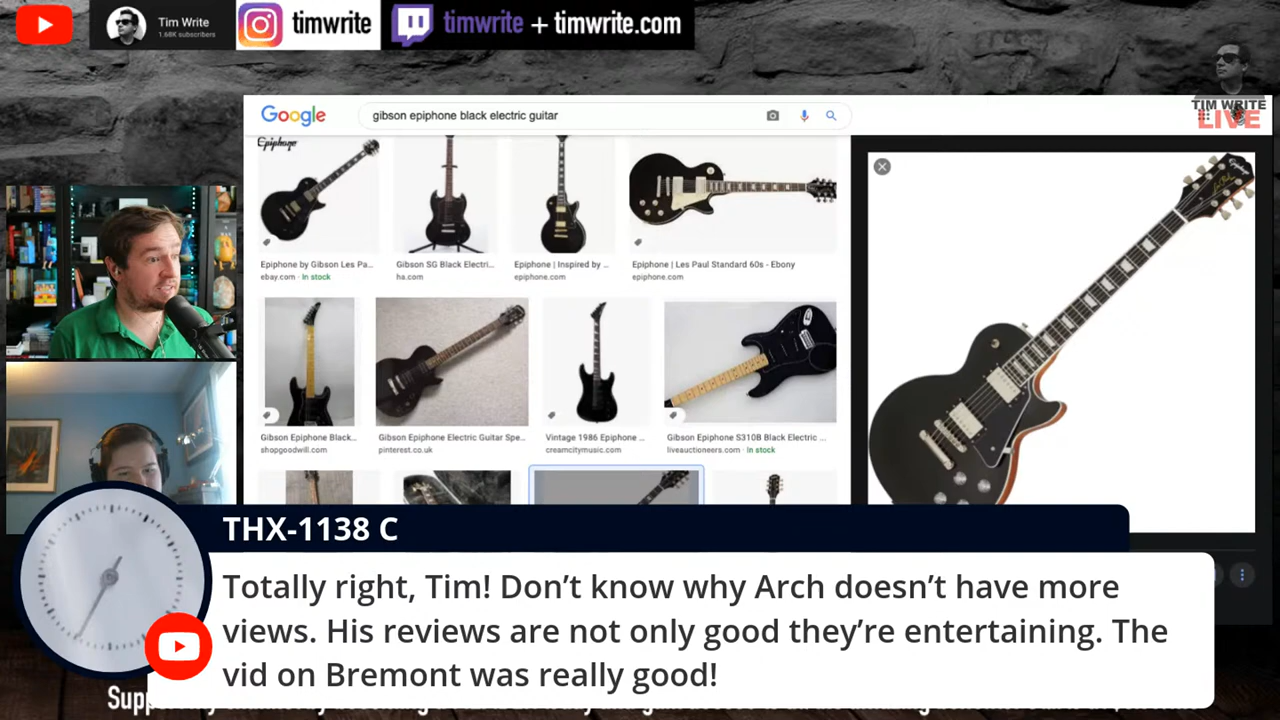 Tim Write
1.68K subscribers
timwrite
timwrite + timwrite.com
TIM WRITE
LIVE
Google
gibson epiphone black electric guitar
Epiphone
Epiphone by Gibson Les Pa...
ebay.com · In stock
Gibson SG Black Electri...
ha.com
Epiphone | Inspired by ...
epiphone.com
Epiphone | Les Paul Standard 60s - Ebony
epiphone.com
Gibson Epiphone Black...
shopgoodwill.com
Gibson Epiphone Electric Guitar Spe...
pinterest.co.uk
Vintage 1986 Epiphone ...
creamcitymusic.com
Gibson Epiphone S310B Black Electric ...
liveauctioneers.com · In stock
Epiphone
THX-1138 C
Totally right, Tim! Don’t know why Arch doesn’t have more
views. His reviews are not only good they’re entertaining. The
vid on Bremont was really good!